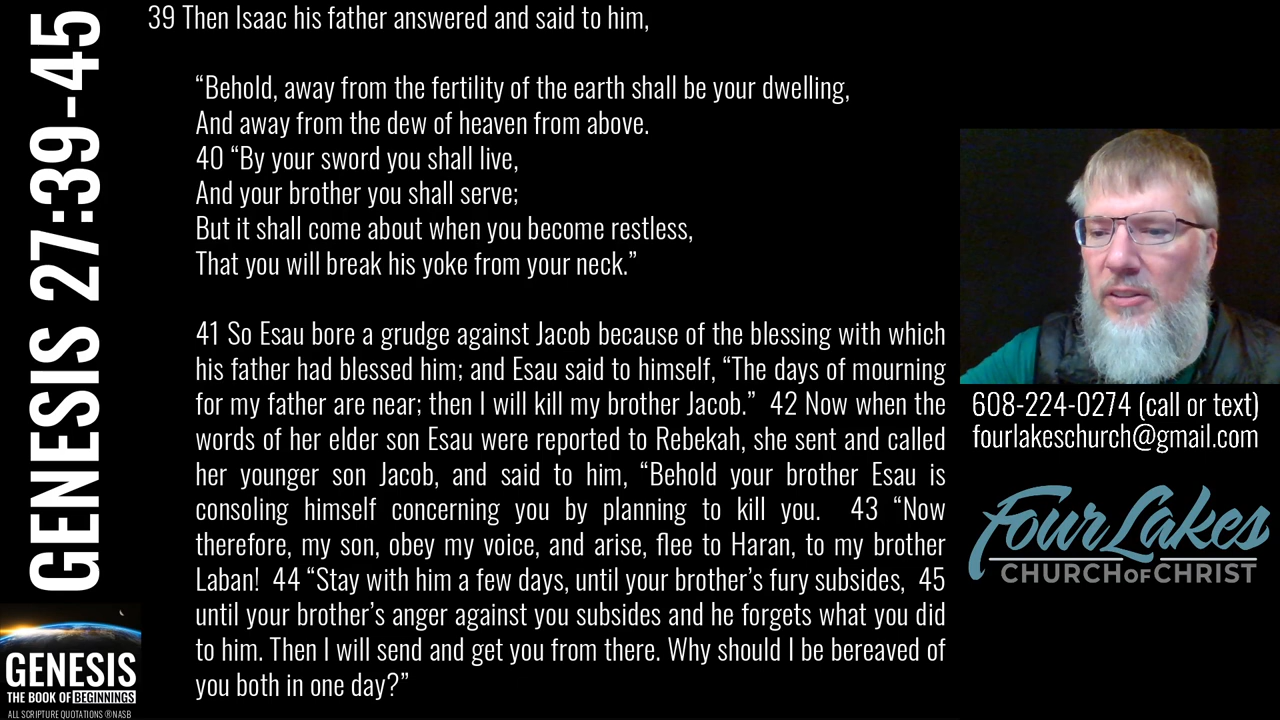 GENESIS 27:39-45
39 Then Isaac his father answered and said to him,
“Behold, away from the fertility of the earth shall be your dwelling,
And away from the dew of heaven from above.
40 “By your sword you shall live,
And your brother you shall serve;
But it shall come about when you become restless,
That you will break his yoke from your neck.”
41 So Esau bore a grudge against Jacob because of the blessing with which
his father had blessed him; and Esau said to himself, “The days of mourning
for my father are near; then I will kill my brother Jacob.” 42 Now when the
words of her elder son Esau were reported to Rebekah, she sent and called
her younger son Jacob, and said to him, “Behold your brother Esau is
consoling himself concerning you by planning to kill you. 43 “Now
therefore, my son, obey my voice, and arise, flee to Haran, to my brother
Laban! 44 “Stay with him a few days, until your brother’s fury subsides, 45
until your brother’s anger against you subsides and he forgets what you did
to him. Then I will send and get you from there. Why should I be bereaved of
you both in one day?”
608-224-0274 (call or text)
fourlakeschurch@gmail.com
Four Lakes
CHURCH OF CHRIST
GENESIS
THE BOOK OF BEGINNINGS
ALL SCRIPTURE QUOTATIONS ®NASB